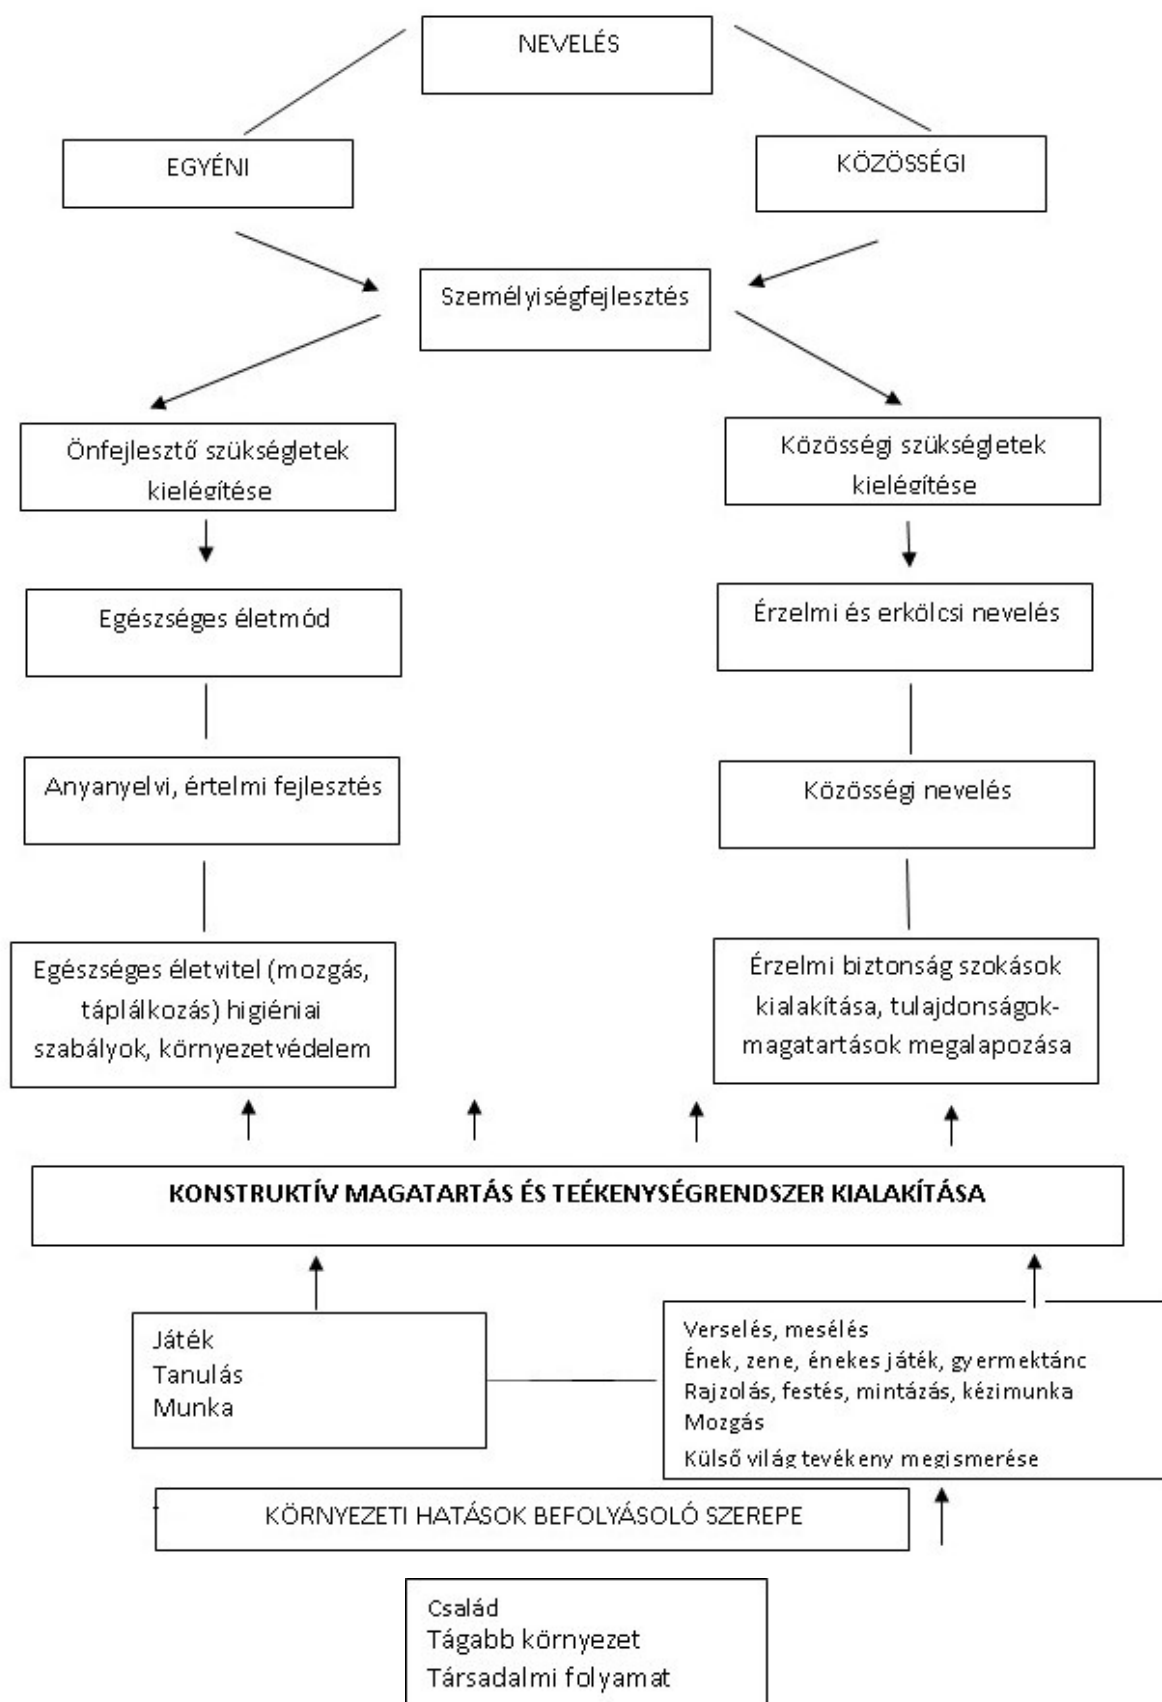 NEVELÉS
EGYÉNI
KÖZÖSSÉGI
Személyiségfejlesztés
Önfejlesztő szükségletek
kielégítése
Közösségi szükségletek
kielégítése
Egészséges életmód
Érzelmi és erkölcsi nevelés
Anyanyelvi, értelmi fejlesztés
Közösségi nevelés
Egészséges életvitel (mozgás,
táplálkozás) higiéniai
szabályok, környezetvédelem
Érzelmi biztonság szokások
kialakítása, tulajdonságok-
magatartások megalapozása
KONSTRUKTÍV MAGATARTÁS ÉS TEÉKENYSÉGRENDSZER KIALAKÍTÁSA
Játék
Tanulás
Munka
Verselés, mesélés
Ének, zene, énekes játék, gyermektánc
Rajzolás, festés, mintázás, kézimunka
Mozgás
Külső világ tevékeny megismerése
KÖRNYEZETI HATÁSOK BEFOLYÁSOLÓ SZEREPE
Család
Tágabb környezet
Társadalmi folyamat